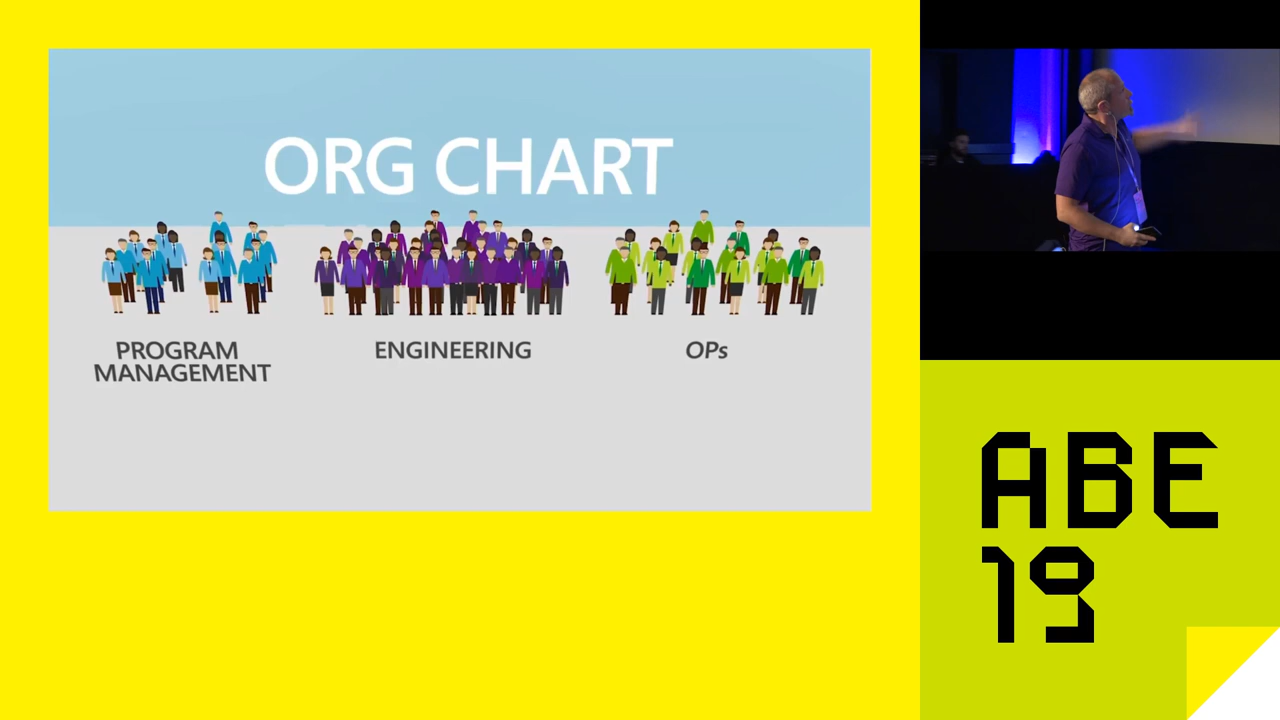 ORG CHART
PROGRAM
MANAGEMENT
ENGINEERING
OPs
ABE
19